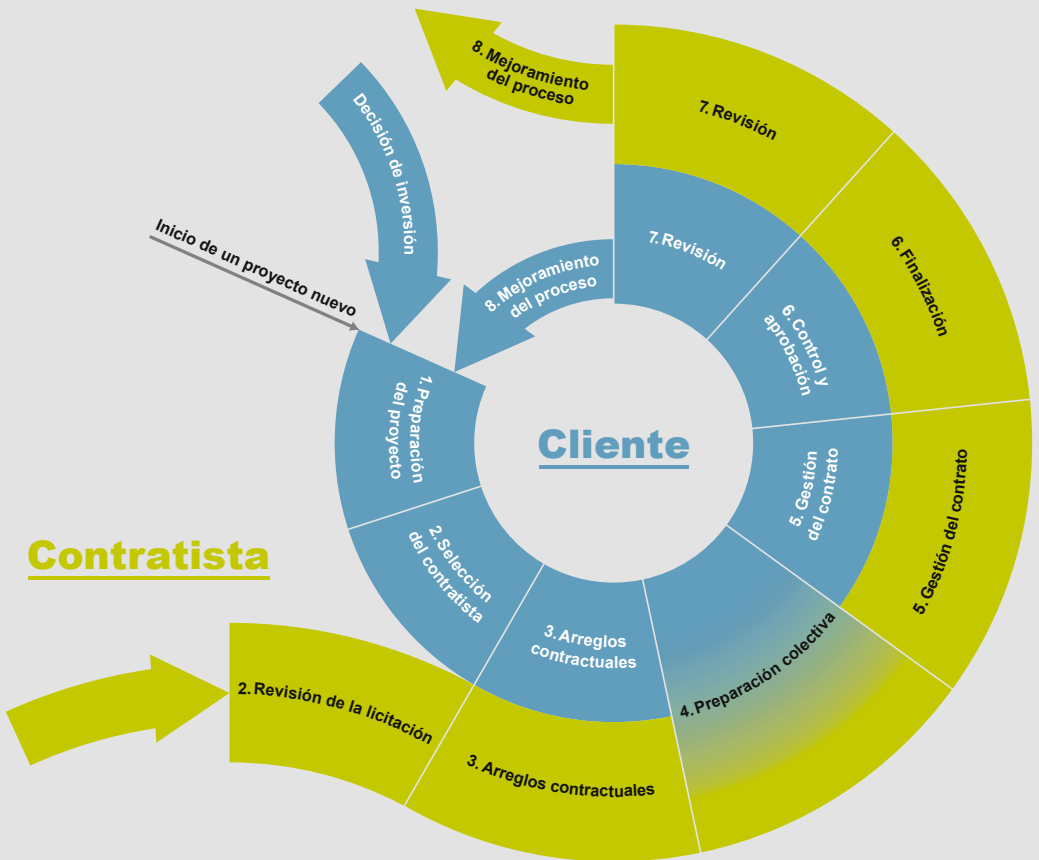 8. Mejoramiento
del proceso
7. Revisión
Decisión de inversión
Inicio de un proyecto nuevo
8. Mejoramiento
del proceso
7. Revisión
6. Finalización
6. Control y
aprobación
1. Preparación
del proyecto
Cliente
5. Gestión
del contrato
5. Gestión del contrato
2. Selección
del contratista
Contratista
3. Arreglos
contractuales
4. Preparación colectiva
2. Revisión de la licitación
3. Arreglos contractuales